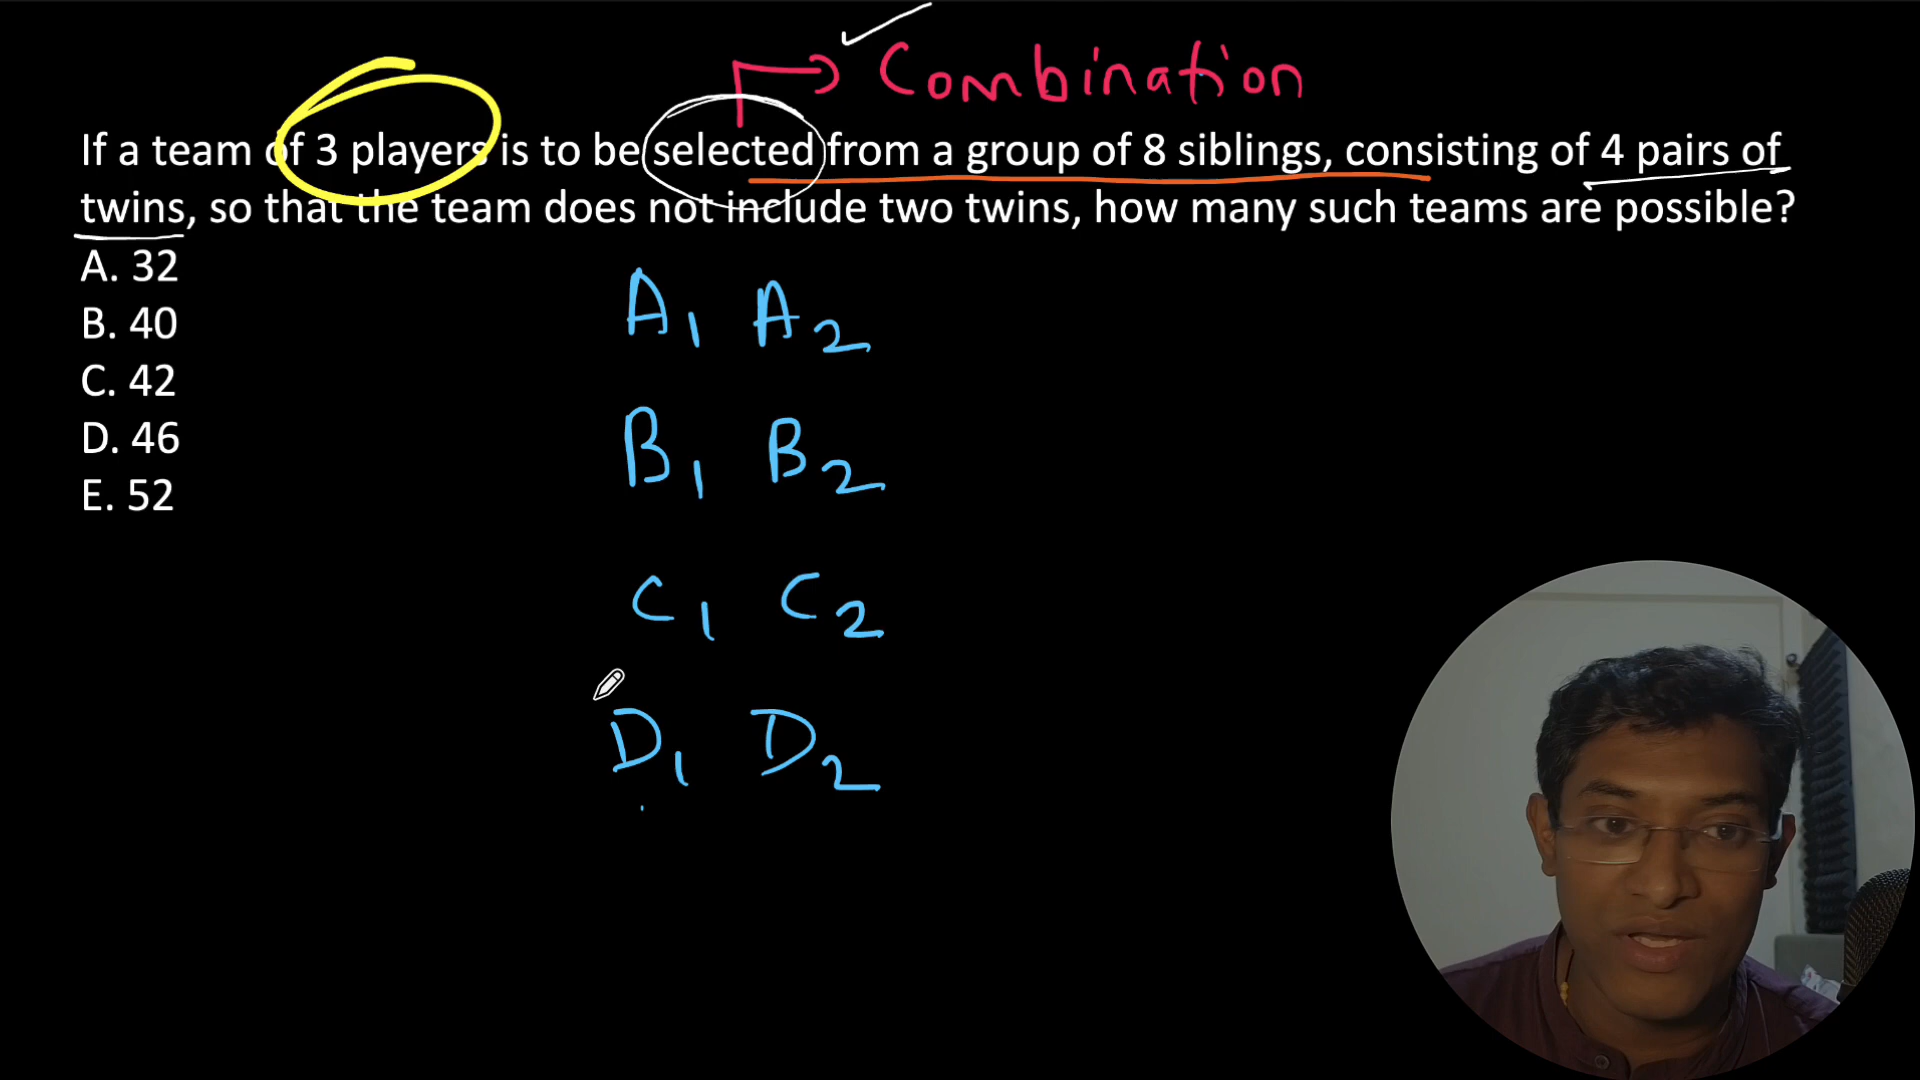 Combination
If a team of 3 players is to be selected from a group of 8 siblings, consisting of 4 pairs of
twins, so that the team does not include two twins, how many such teams are possible?
A. 32
B. 40
C. 42
D. 46
E. 52
A1 A2
B1 B2
C1 C2
D1 D2